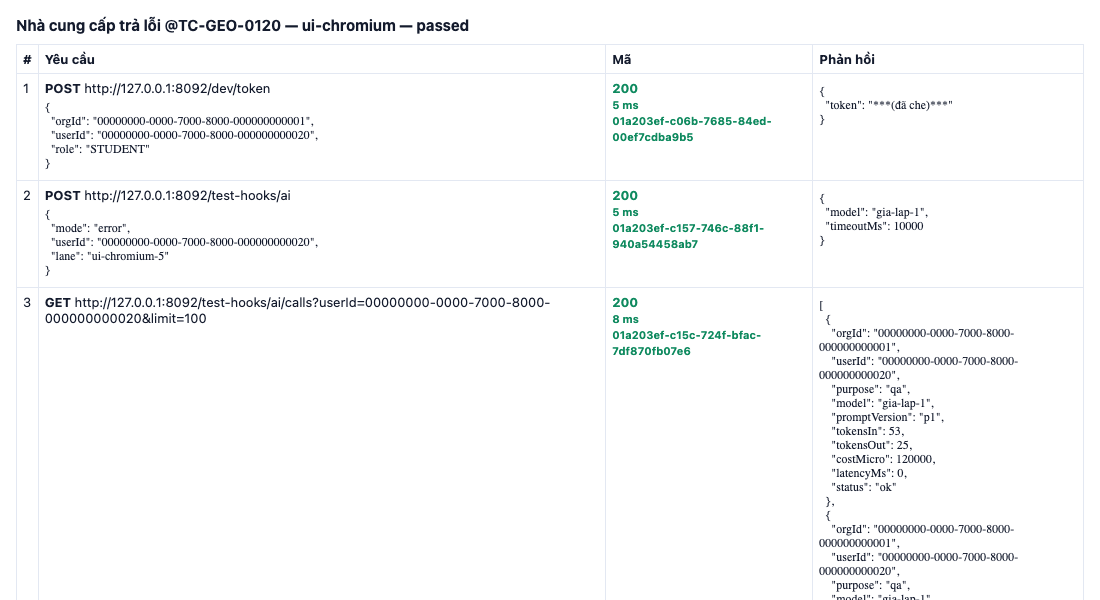 Nhà cung cấp trả lỗi @TC-GEO-0120 — ui-chromium — passed
# Yêu cầu Mã Phản hồi
1 POST http://127.0.0.1:8092/dev/token
{
"orgId": "00000000-0000-7000-8000-000000000001",
"userId": "00000000-0000-7000-8000-000000000020",
"role": "STUDENT"
}
200
5 ms
01a203ef-c06b-7685-84ed-
00ef7cdba9b5
{
"token": "***(đã che)***"
}
2 POST http://127.0.0.1:8092/test-hooks/ai
{
"mode": "error",
"userId": "00000000-0000-7000-8000-000000000020",
"lane": "ui-chromium-5"
}
200
5 ms
01a203ef-c157-746c-88f1-
940a54458ab7
{
"model": "gia-lap-1",
"timeoutMs": 10000
}
3 GET http://127.0.0.1:8092/test-hooks/ai/calls?userId=00000000-0000-7000-8000-
000000000020&limit=100
200
8 ms
01a203ef-c15c-724f-bfac-
7df870fb07e6
[
{
"orgId": "00000000-0000-7000-8000-
000000000001",
"userId": "00000000-0000-7000-8000-
000000000020",
"purpose": "qa",
"model": "gia-lap-1",
"promptVersion": "p1",
"tokensIn": 53,
"tokensOut": 25,
"costMicro": 120000,
"latencyMs": 0,
"status": "ok"
},
{
"orgId": "00000000-0000-7000-8000-
000000000001",
"userId": "00000000-0000-7000-8000-
000000000020",
"purpose": "qa",
"model": "gia-lap-1",